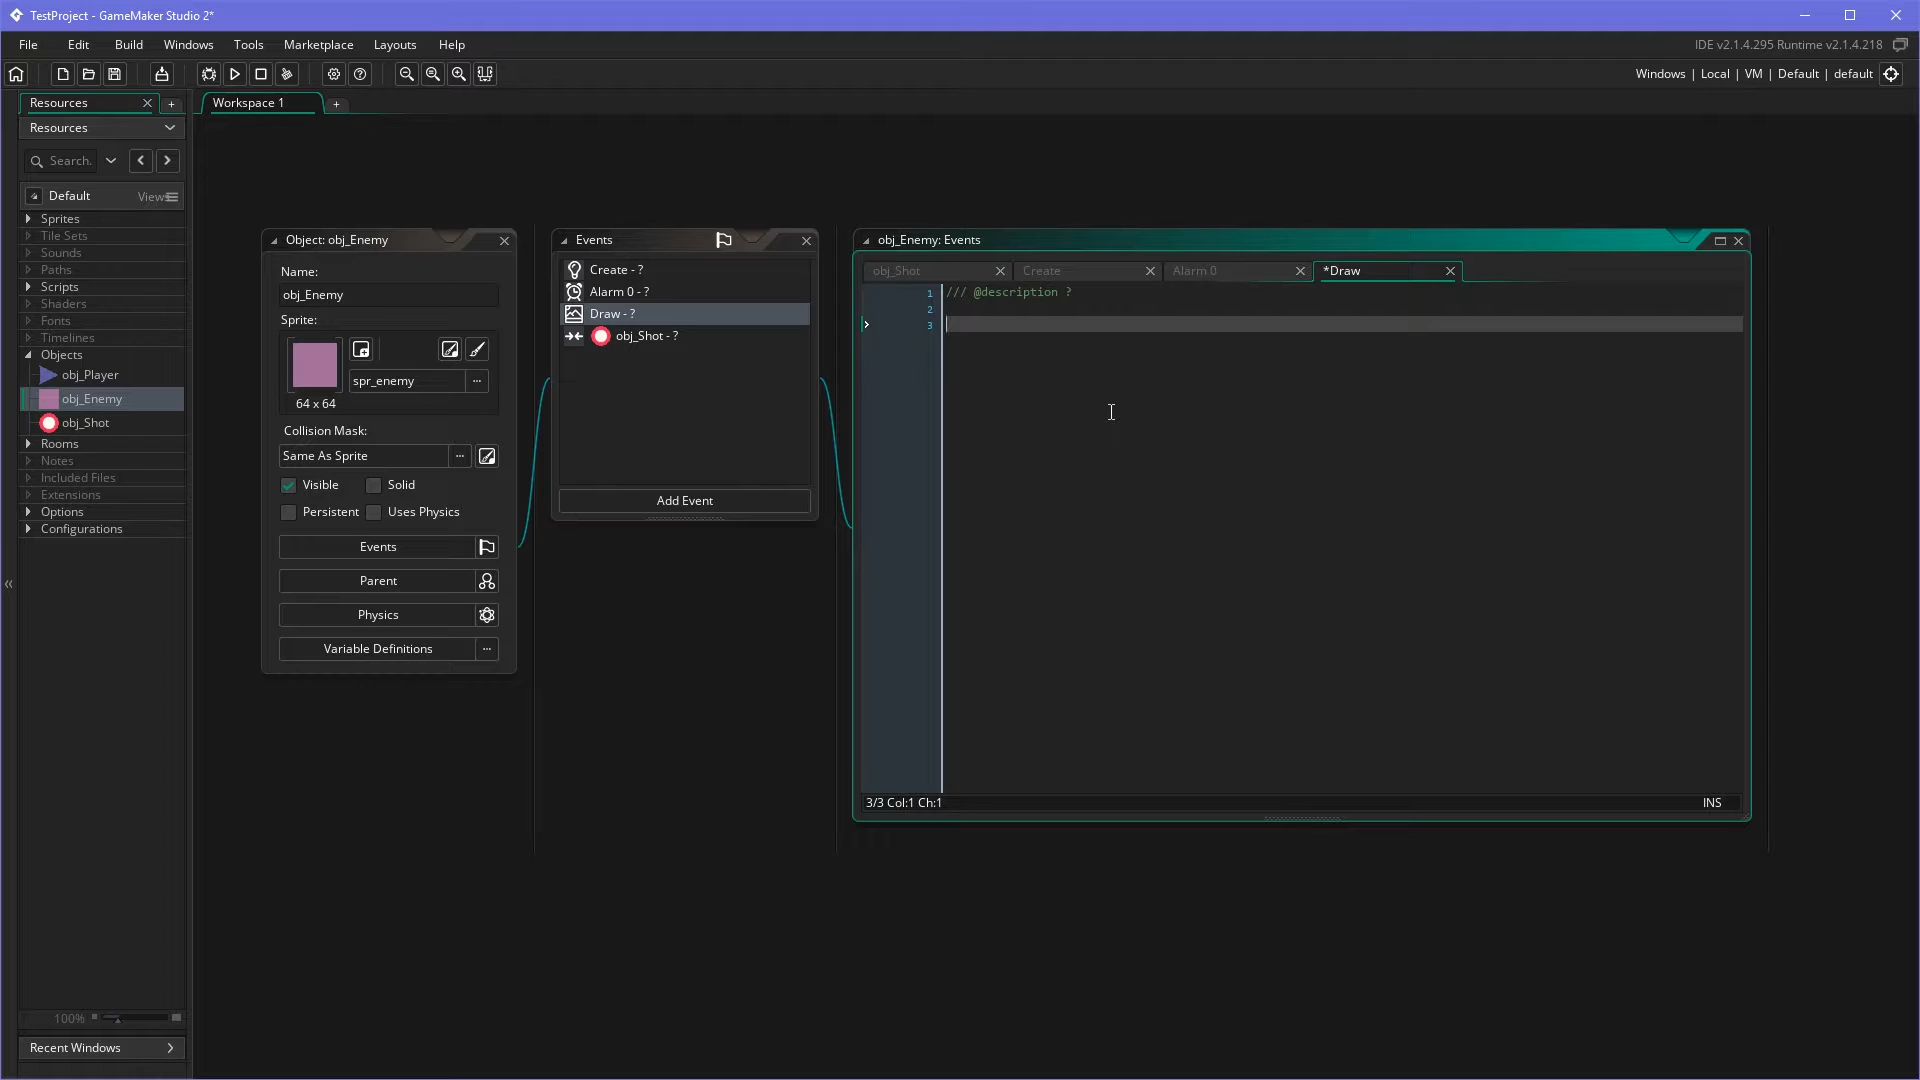 TestProject - GameMaker Studio 2*
File Edit Build Windows Tools Marketplace Layouts Help
IDE v2.1.4.295 Runtime v2.1.4.218
Windows | Local | VM | Default | default
Resources
Workspace 1
Resources
Search.
Default Views
Sprites
Tile Sets
Sounds
Paths
Scripts
Shaders
Fonts
Timelines
Objects
obj_Player
obj_Enemy
obj_Shot
Rooms
Notes
Included Files
Extensions
Options
Configurations
100%
Recent Windows
Object: obj_Enemy
Name:
obj_Enemy
Sprite:
spr_enemy
64 x 64
Collision Mask:
Same As Sprite
Visible Solid
Persistent Uses Physics
Events
Parent
Physics
Variable Definitions
Events
Create - ?
Alarm 0 - ?
Draw - ?
obj_Shot - ?
Add Event
obj_Enemy: Events
obj_Shot Create Alarm 0 *Draw
1 /// @description ?
2
3
3/3 Col:1 Ch:1 INS